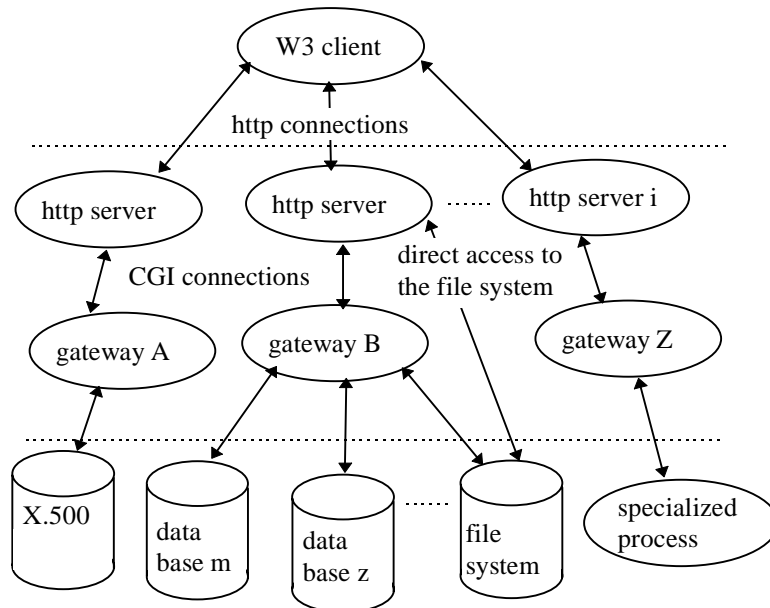 W3 client
http connections
http server
http server
http server i
CGI connections
direct access to
the file system
gateway A
gateway B
gateway Z
X.500
data
base m
data
base z
file
system
specialized
process